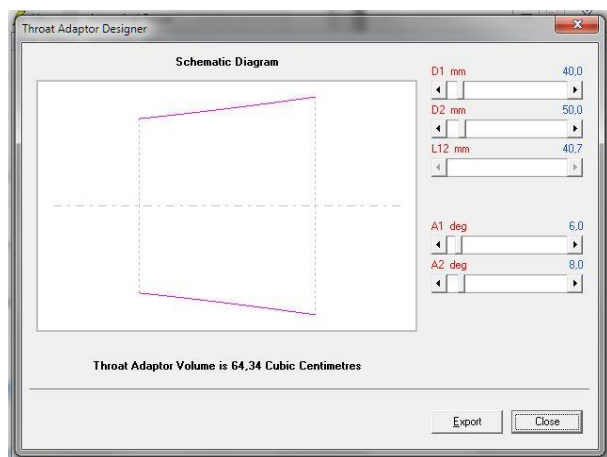 Throat Adaptor Designer
Schematic Diagram
D1 mm 40,0
D2 mm 50,0
L12 mm 40,7
A1 deg 6,0
A2 deg 8,0
Throat Adaptor Volume is 64,34 Cubic Centimetres
Export
Close